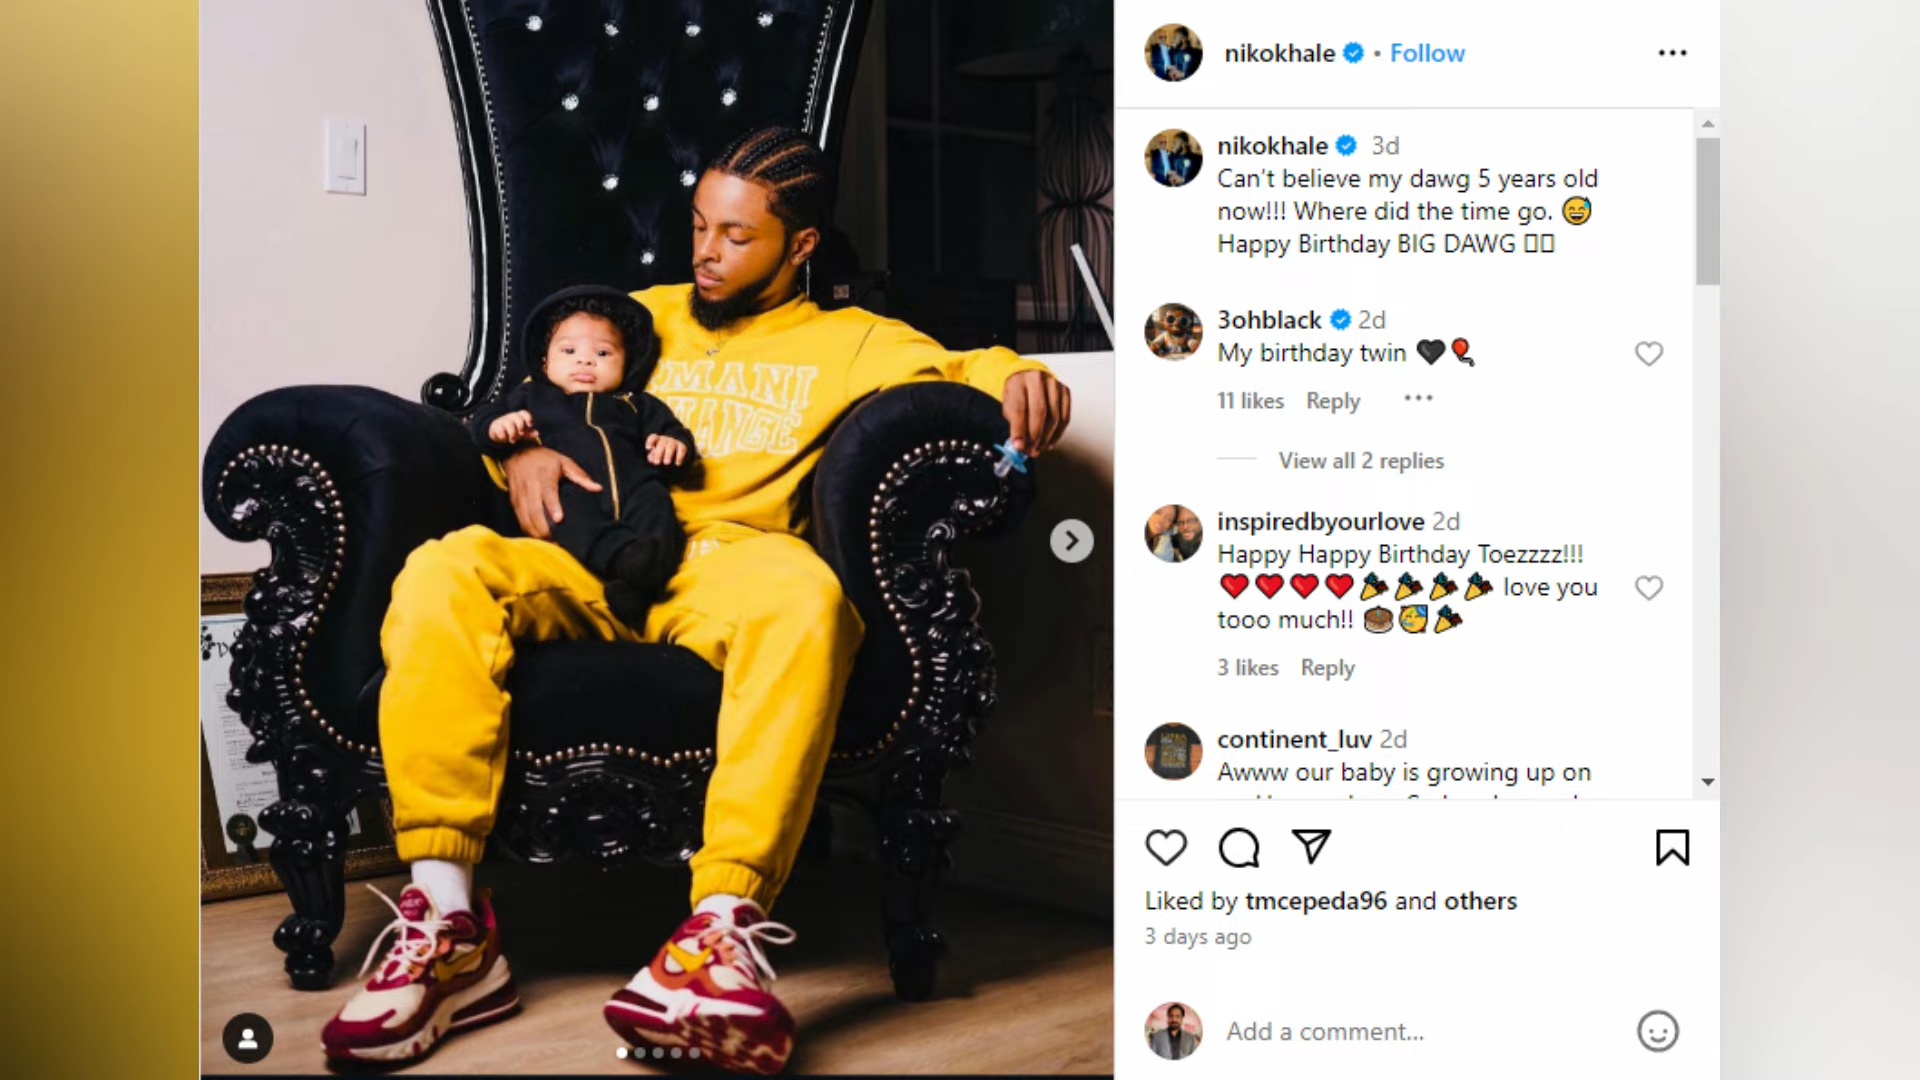 nikokhale • Follow
nikokhale 3d
Can't believe my dawg 5 years old
now!!! Where did the time go. 😅
Happy Birthday BIG DAWG ▯▯
3ohblack 2d
My birthday twin 🖤🎈
11 likes Reply
View all 2 replies
inspiredbyourlove 2d
Happy Happy Birthday Toezzzz!!!
❤️❤️❤️❤️🎉🎉🎉🎉 love you
tooo much!! 🎂🥳🎉
3 likes Reply
continent_luv 2d
Awww our baby is growing up on
Liked by tmcepeda96 and others
3 days ago
Add a comment...